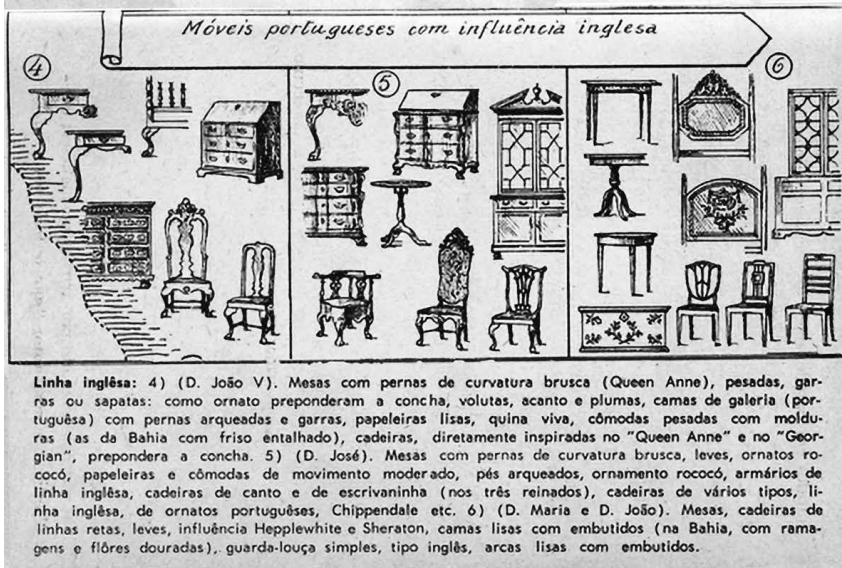 Móveis portugueses com influência inglesa
4
5
6
Linha inglêsa: 4) (D. João V). Mesas com pernas de curvatura brusca (Queen Anne), pesadas, gar-
ras ou sapatas: como ornato preponderam a concha, volutas, acanto e plumas, camas de galeria (por-
tuguêsa) com pernas arqueadas e garras, papeleiras lisas, quina viva, cômodas pesadas com moldu-
ras (as da Bahia com friso entalhado), cadeiras, diretamente inspiradas no "Queen Anne" e no "Geor-
gian", prepondera a concha. 5) (D. José). Mesas com pernas de curvatura brusca, leves, ornatos ro-
cocó, papeleiras e cômodas de movimento moderado, pés arqueados, ornamento rococó, armários de
linha inglêsa, cadeiras de canto e de escrivaninha (nos três reinados), cadeiras de vários tipos, li-
nha inglêsa, de ornatos portuguêses, Chippendale etc. 6) (D. Maria e D. João). Mesas, cadeiras de
linhas retas, leves, influência Hepplewhite e Sheraton, camas lisas com embutidos (na Bahia, com rama-
gens e flôres douradas), guarda-louça simples, tipo inglês, arcas lisas com embutidos.